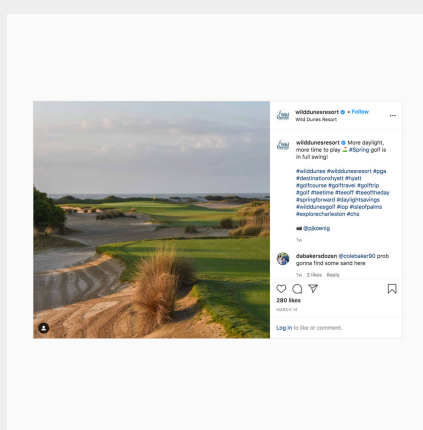 wilddunesresort • Follow
Wild Dunes Resort
wilddunesresort More daylight,
more time to play ⛳ #Spring golf is
in full swing!
#wilddunes #wilddunesresort #pga
#destinationxhyatt #hyatt
#golfcourse #golftravel #golftrip
#golf #teetime #teeoff #teeoftheday
#springforward #daylightsavings
#wilddunesgolf #iop #isleofpalms
#explorecharleston #chs
📷 @pjkoenig
1w
dabakersdozen @colebaker90 prob
gonna find some sand here
1w 2 likes Reply
280 likes
MARCH 14
Log in to like or comment.